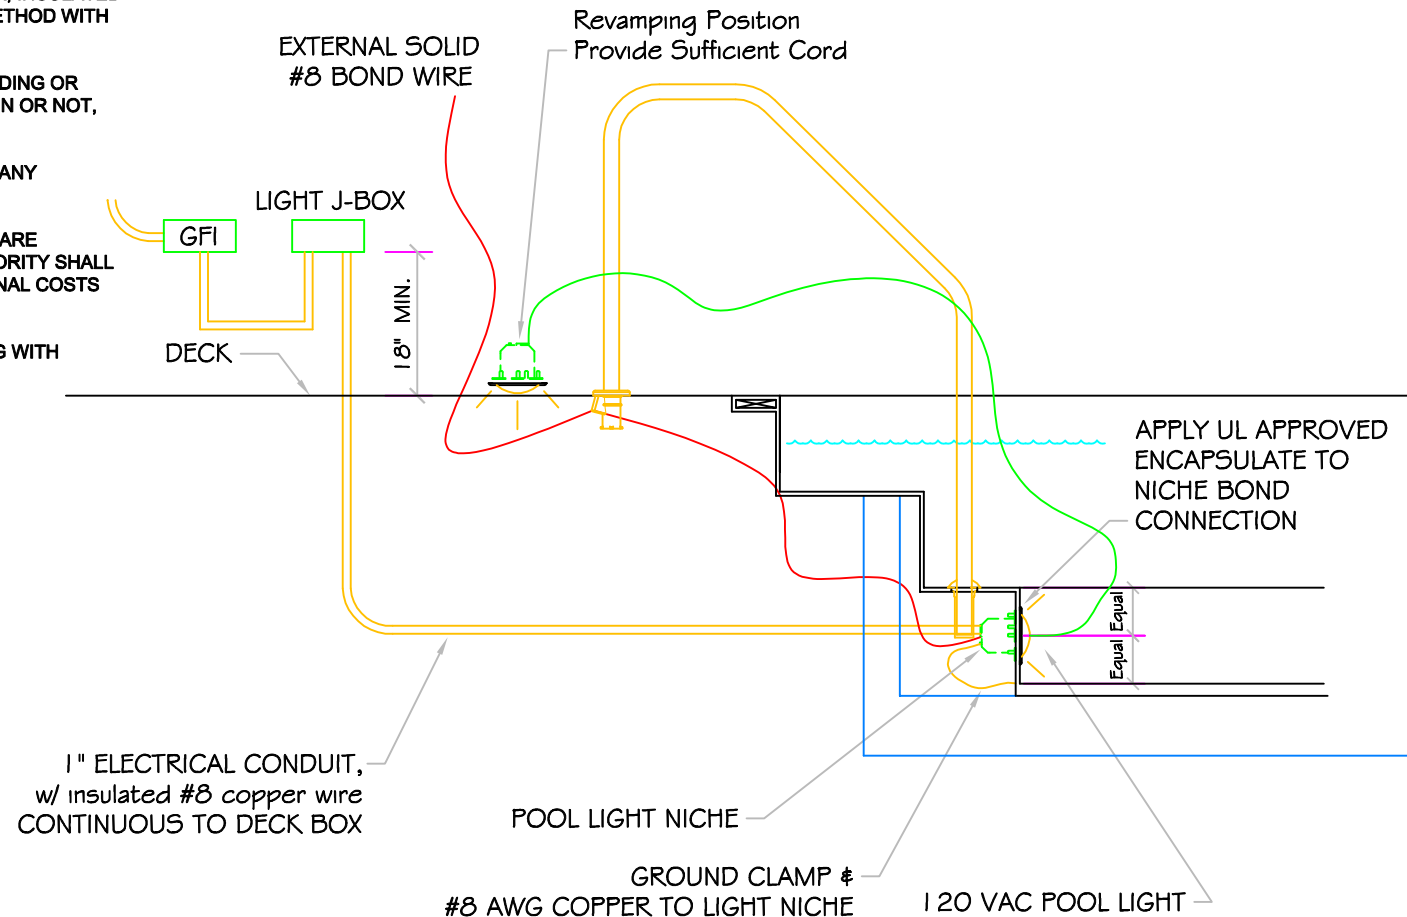 ETHOD WITH
DING OR
N OR NOT,
ANY
ARE
ORITY SHALL
NAL COSTS
G WITH
EXTERNAL SOLID
#8 BOND WIRE
Revamping Position
Provide Sufficient Cord
LIGHT J-BOX
GFI
18" MIN.
DECK
APPLY UL APPROVED
ENCAPSULATE TO
NICHE BOND
CONNECTION
Equal
Equal
1" ELECTRICAL CONDUIT,
w/ insulated #8 copper wire
CONTINUOUS TO DECK BOX
POOL LIGHT NICHE
GROUND CLAMP &
#8 AWG COPPER TO LIGHT NICHE
120 VAC POOL LIGHT